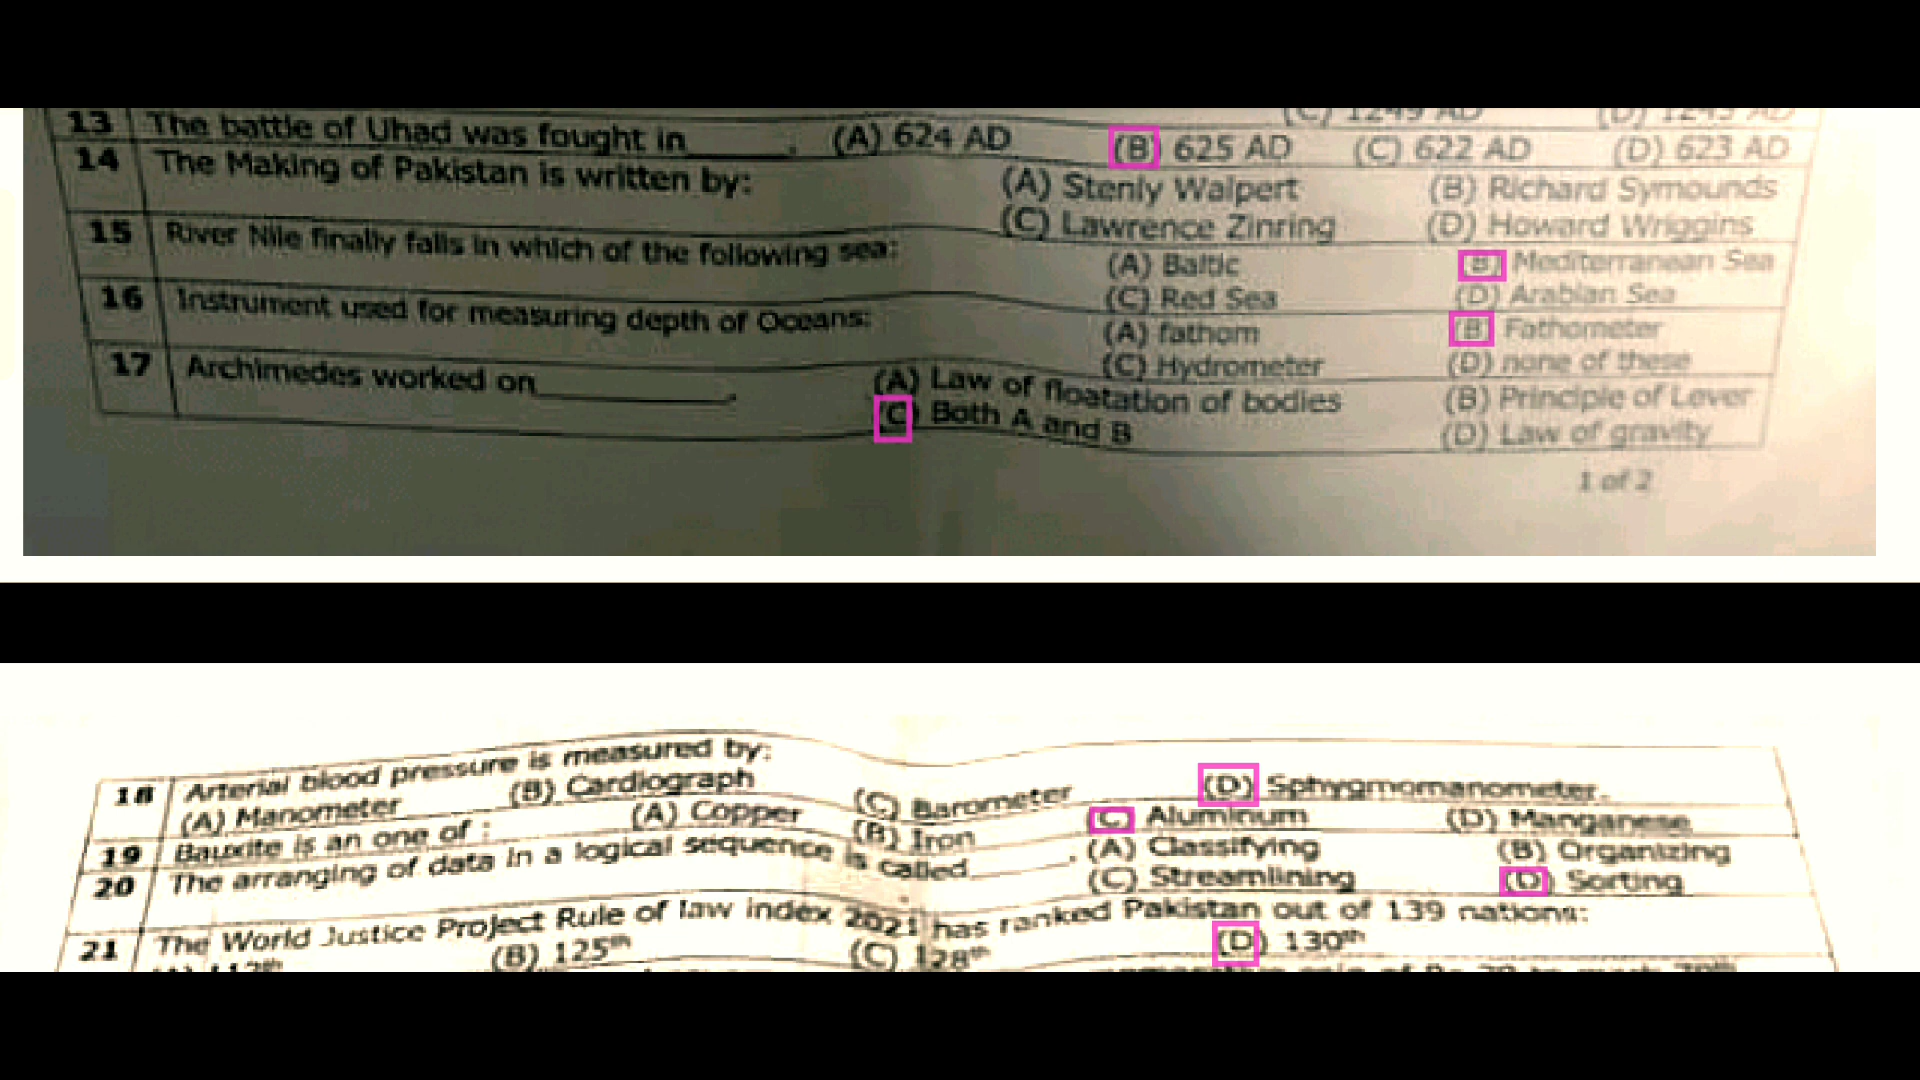 (C) 1249 AD (D) 1245 AD
13 The battle of Uhad was fought in______. (A) 624 AD (B) 625 AD (C) 622 AD (D) 623 AD
14 The Making of Pakistan is written by: (A) Stenly Walpert (B) Richard Symounds
(C) Lawrence Zinring (D) Howard Wriggins
15 River Nile finally falls in which of the following sea: (A) Baltic (B) Mediterranean Sea
(C) Red Sea (D) Arabian Sea
16 Instrument used for measuring depth of Oceans: (A) fathom (B) Fathometer
(C) Hydrometer (D) none of these
17 Archimedes worked on__________. (A) Law of floatation of bodies (B) Principle of Lever
(C) Both A and B (D) Law of gravity
1 of 2
18 Arterial blood pressure is measured by:
(A) Manometer (B) Cardiograph (C) Barometer (D) Sphygmomanometer.
19 Bauxite is an one of : (A) Copper (B) Iron (C) Aluminum (D) Manganese
20 The arranging of data in a logical sequence is called______. (A) Classifying (B) Organizing
(C) Streamlining (D) Sorting
21 The World Justice Project Rule of law index 2021 has ranked Pakistan out of 139 nations:
(B) 125th (C) 128th (D) 130th